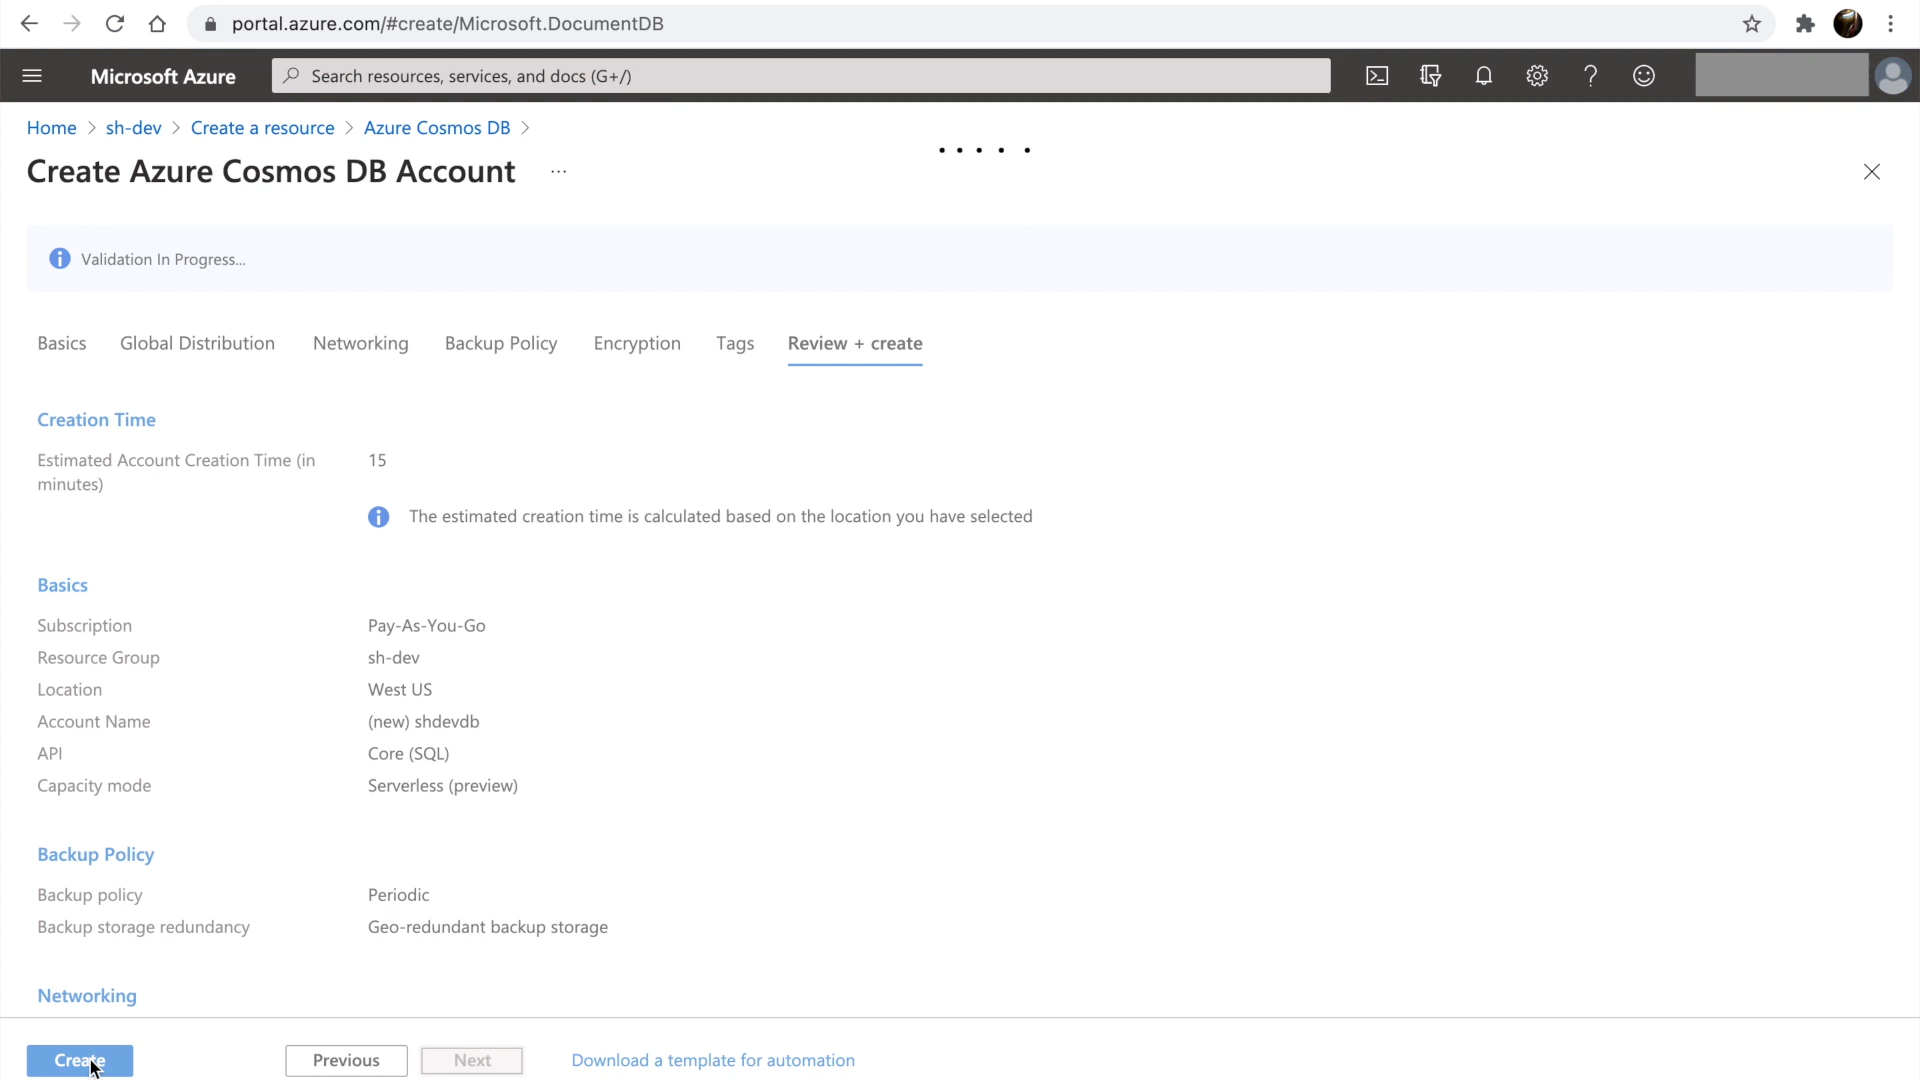 portal.azure.com/#create/Microsoft.DocumentDB
Microsoft Azure
Search resources, services, and docs (G+/)
Home > sh-dev > Create a resource > Azure Cosmos DB >
Create Azure Cosmos DB Account ...
Validation In Progress...
Basics Global Distribution Networking Backup Policy Encryption Tags Review + create
Creation Time
Estimated Account Creation Time (in
minutes)
15
The estimated creation time is calculated based on the location you have selected
Basics
Subscription Pay-As-You-Go
Resource Group sh-dev
Location West US
Account Name (new) shdevdb
API Core (SQL)
Capacity mode Serverless (preview)
Backup Policy
Backup policy Periodic
Backup storage redundancy Geo-redundant backup storage
Networking
Create Previous Next Download a template for automation